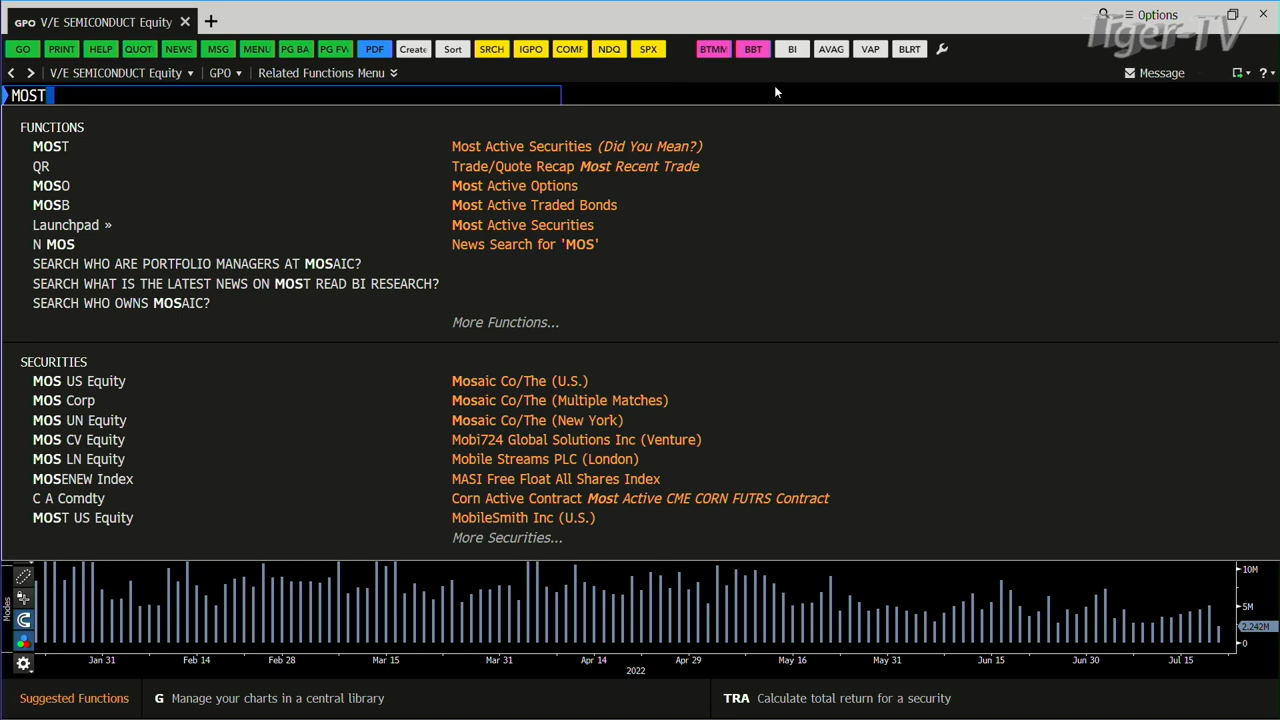 GPO V/E SEMICONDUCT Equity
Options
Tiger-TV
GO PRINT HELP QUOT NEWS MSG MENU PG BA PG FW PDF Create Sort SRCH IGPO COMF NDQ SPX BTMM BBT BI AVAG VAP BLRT
V/E SEMICONDUCT Equity GPO Related Functions Menu Message ?
MOST
FUNCTIONS
MOST Most Active Securities (Did You Mean?)
QR Trade/Quote Recap Most Recent Trade
MOSO Most Active Options
MOSB Most Active Traded Bonds
Launchpad » Most Active Securities
N MOS News Search for 'MOS'
SEARCH WHO ARE PORTFOLIO MANAGERS AT MOSAIC?
SEARCH WHAT IS THE LATEST NEWS ON MOST READ BI RESEARCH?
SEARCH WHO OWNS MOSAIC?
More Functions...
SECURITIES
MOS US Equity Mosaic Co/The (U.S.)
MOS Corp Mosaic Co/The (Multiple Matches)
MOS UN Equity Mosaic Co/The (New York)
MOS CV Equity Mobi724 Global Solutions Inc (Venture)
MOS LN Equity Mobile Streams PLC (London)
MOSENEW Index MASI Free Float All Shares Index
C A Comdty Corn Active Contract Most Active CME CORN FUTRS Contract
MOST US Equity MobileSmith Inc (U.S.)
More Securities...
Modes
10M
5M
2.242M
0
Jan 31 Feb 14 Feb 28 Mar 15 Mar 31 Apr 14 Apr 29 May 16 May 31 Jun 15 Jun 30 Jul 15
2022
Suggested Functions G Manage your charts in a central library TRA Calculate total return for a security